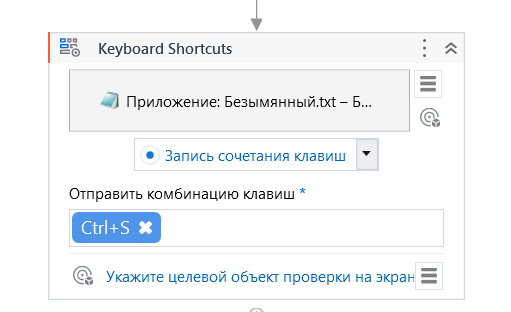 Keyboard Shortcuts
Приложение: Безымянный.txt – Б...
Запись сочетания клавиш
Отправить комбинацию клавиш *
Ctrl+S
Укажите целевой объект проверки на экран